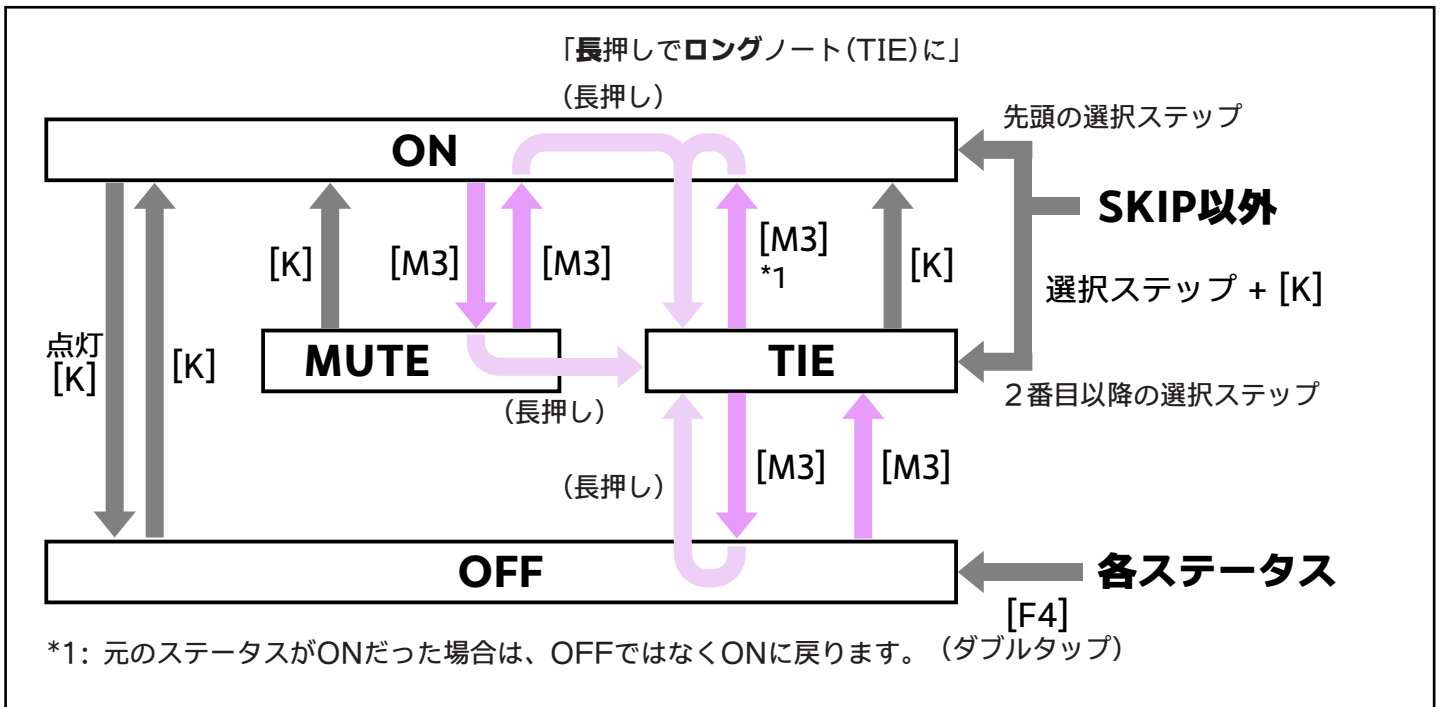 「長押しでロングノート(TIE)に」
（長押し）
先頭の選択ステップ
ON
SKIP以外
[K]
[M3]
[M3]
[M3]
*1
[K]
選択ステップ + [K]
点灯
[K]
[K]
MUTE
TIE
２番目以降の選択ステップ
（長押し）
（長押し）
[M3]
[M3]
OFF
各ステータス
[F4]
*1: 元のステータスがONだった場合は、OFFではなくONに戻ります。
（ダブルタップ）